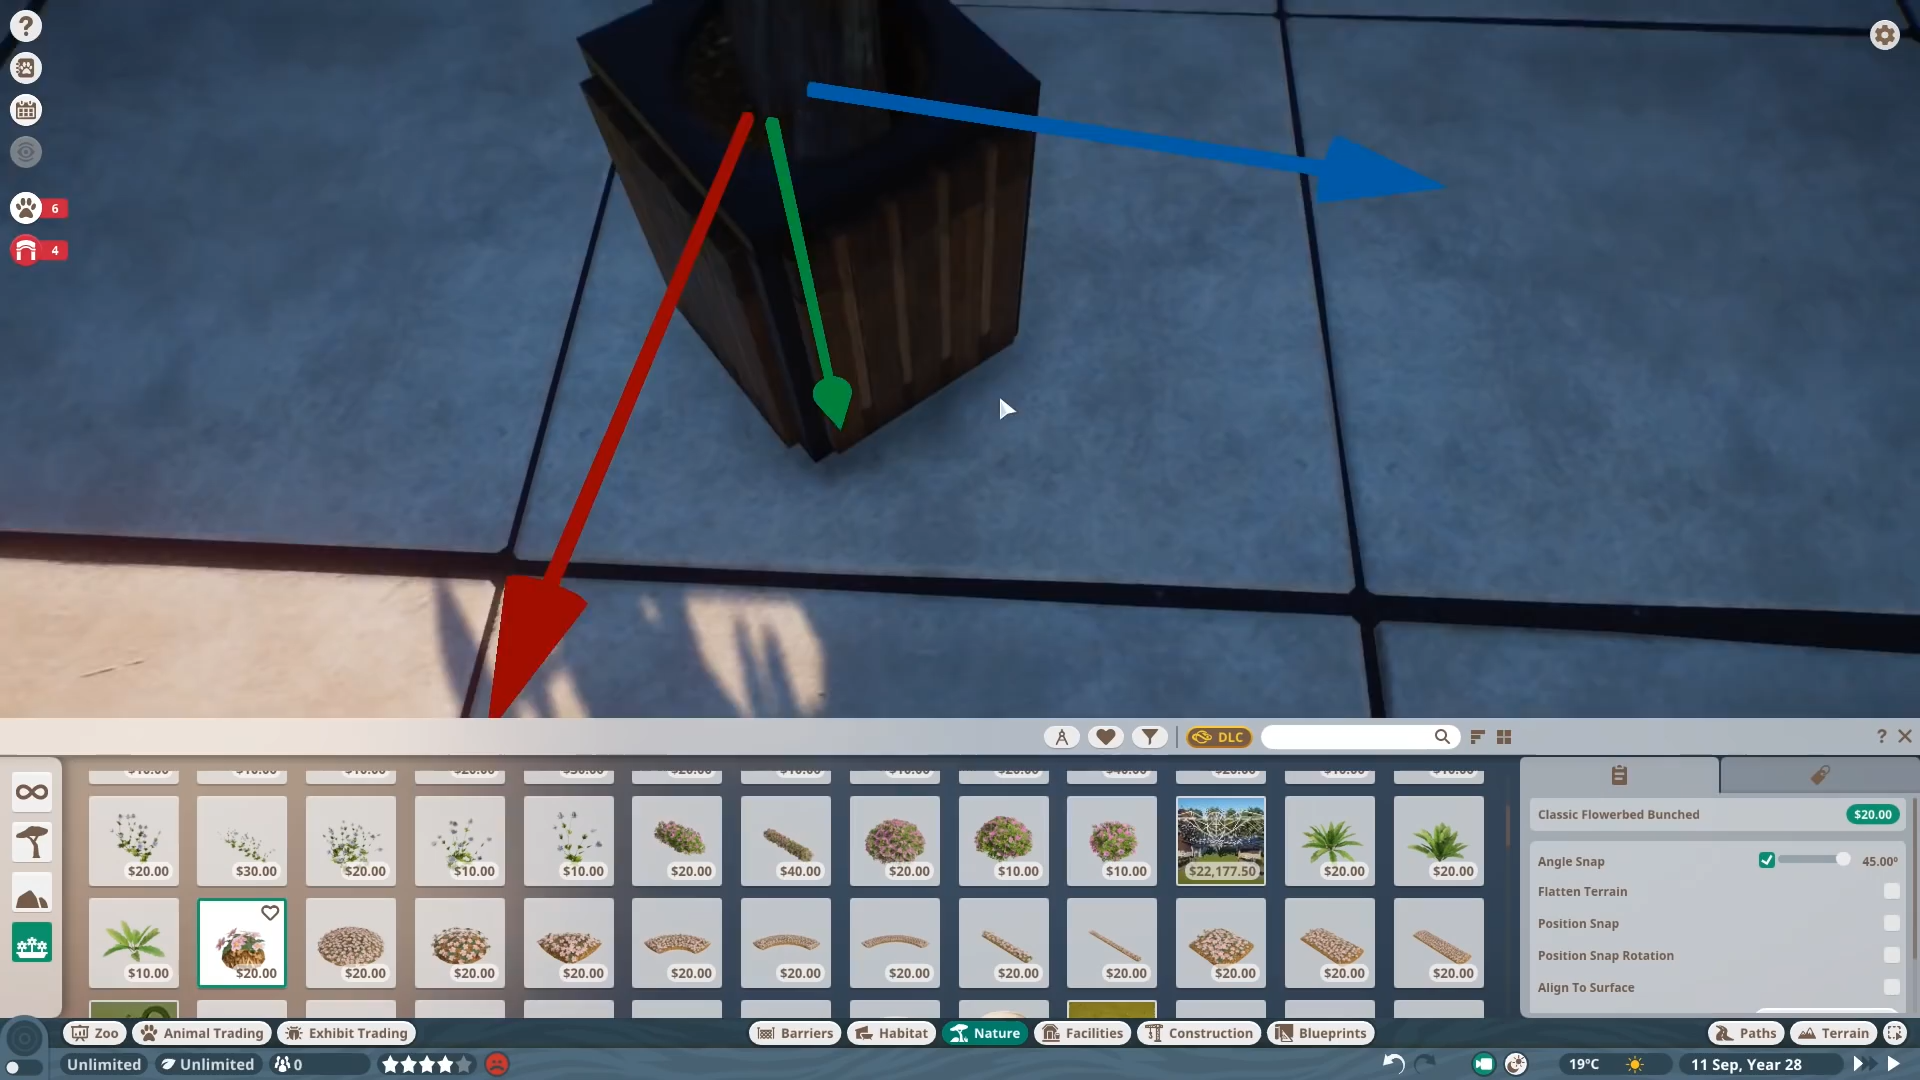 ?
6
4
DLC
?
$20.00 $30.00 $20.00 $10.00 $10.00 $20.00 $40.00 $20.00 $10.00 $10.00 $22,177.50 $20.00 $20.00
$10.00 $20.00 $20.00 $20.00 $20.00 $20.00 $20.00 $20.00 $20.00 $20.00 $20.00 $20.00 $20.00
Classic Flowerbed Bunched $20.00
Angle Snap 45.00°
Flatten Terrain
Position Snap
Position Snap Rotation
Align To Surface
Zoo Animal Trading Exhibit Trading Barriers Habitat Nature Facilities Construction Blueprints Paths Terrain
Unlimited Unlimited 0 19°C 11 Sep, Year 28